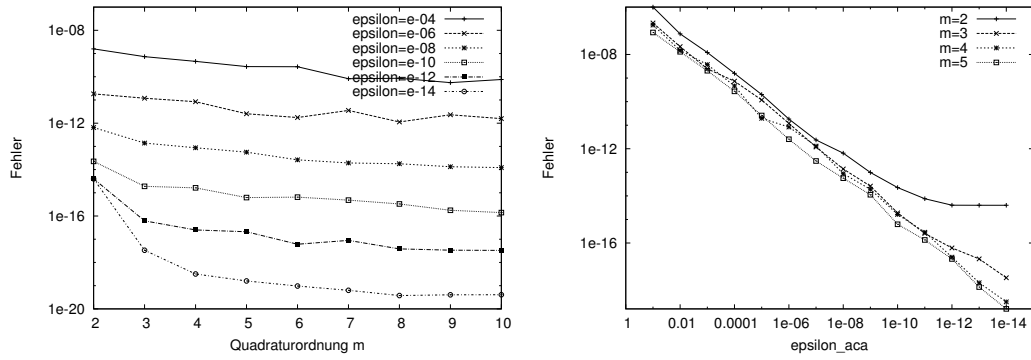 1e-08
1e-12
1e-16
1e-20
Fehler
2 3 4 5 6 7 8 9 10
Quadraturordnung m
epsilon=e-04
epsilon=e-06
epsilon=e-08
epsilon=e-10
epsilon=e-12
epsilon=e-14
1e-08
1e-12
1e-16
Fehler
1 0.01 0.0001 1e-06 1e-08 1e-10 1e-12 1e-14
epsilon_aca
m=2
m=3
m=4
m=5